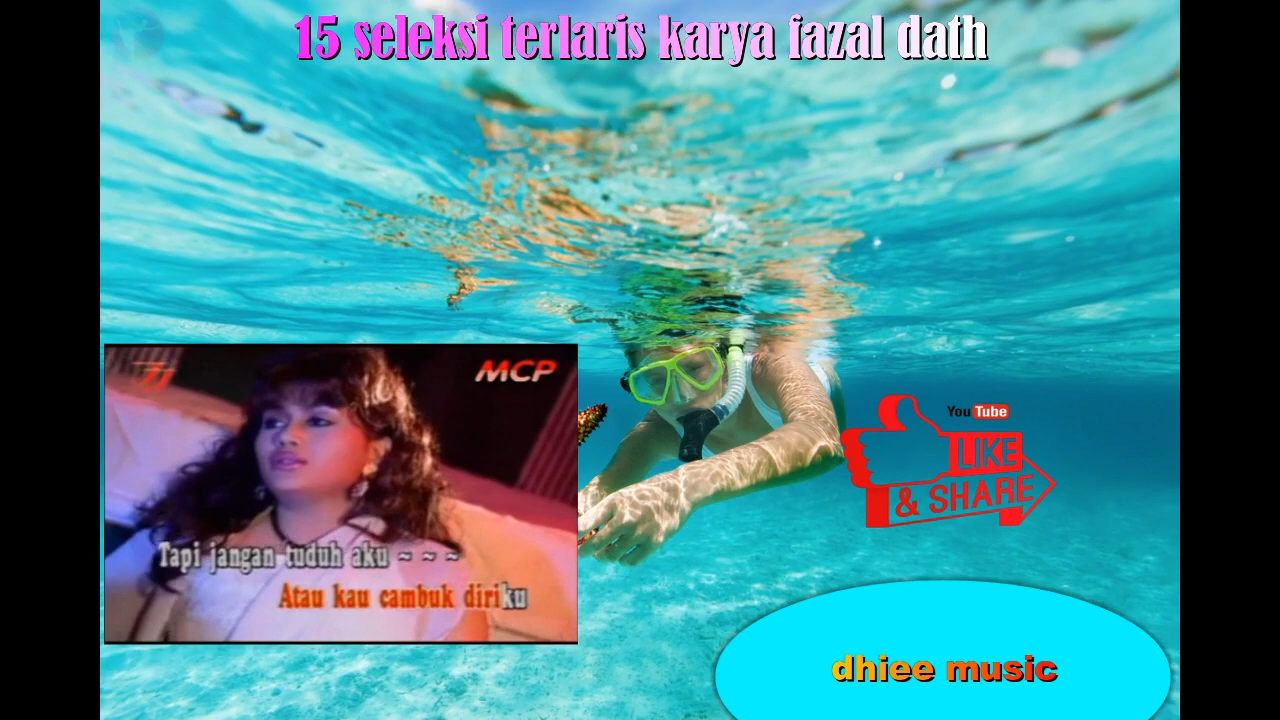 15 seleksi terlaris karya fazal dath
MCP
YouTube
LIKE
& SHARE
Tapi jangan tuduh aku ~ ~ ~
Atau kau cambuk diriku
dhiee music